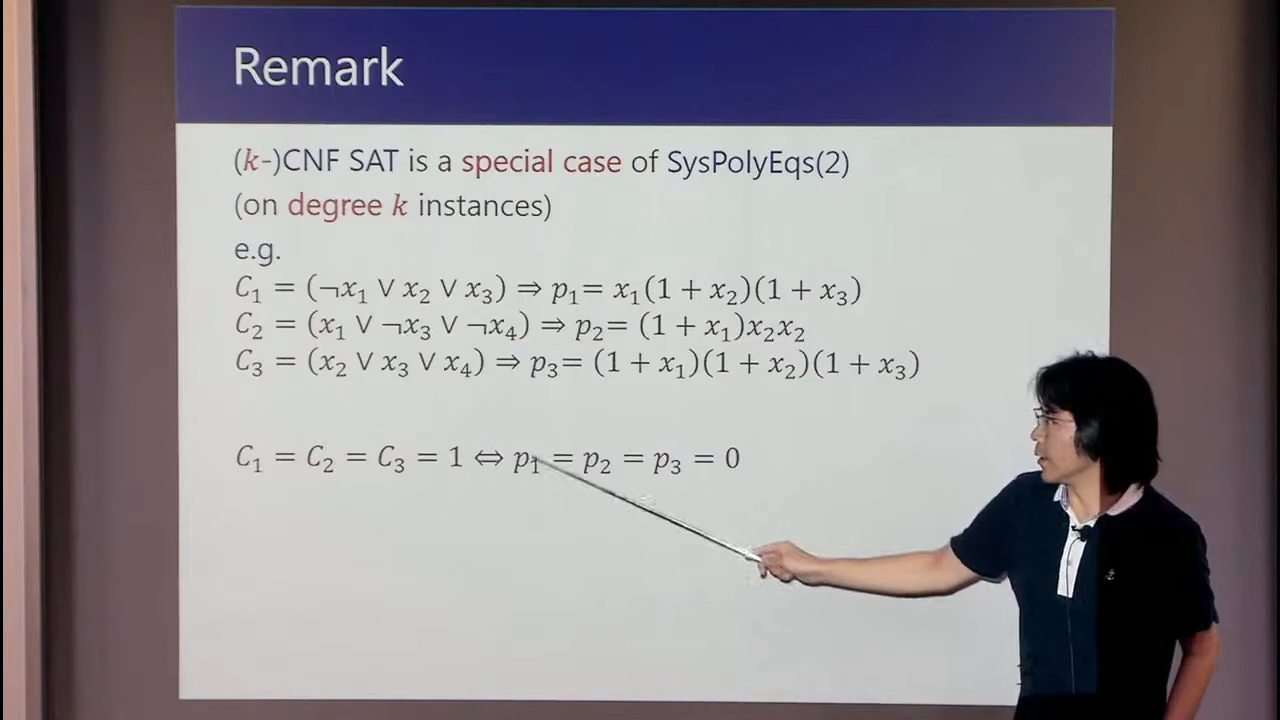 Remark
(k-)CNF SAT is a special case of SysPolyEqs(2)
(on degree k instances)
e.g.
C₁ = (¬x₁ ∨ x₂ ∨ x₃) ⇒ p₁= x₁(1 + x₂)(1 + x₃)
C₂ = (x₁ ∨ ¬x₃ ∨ ¬x₄) ⇒ p₂= (1 + x₁)x₂x₂
C₃ = (x₂ ∨ x₃ ∨ x₄) ⇒ p₃= (1 + x₁)(1 + x₂)(1 + x₃)
C₁ = C₂ = C₃ = 1 ⇔ p₁ = p₂ = p₃ = 0